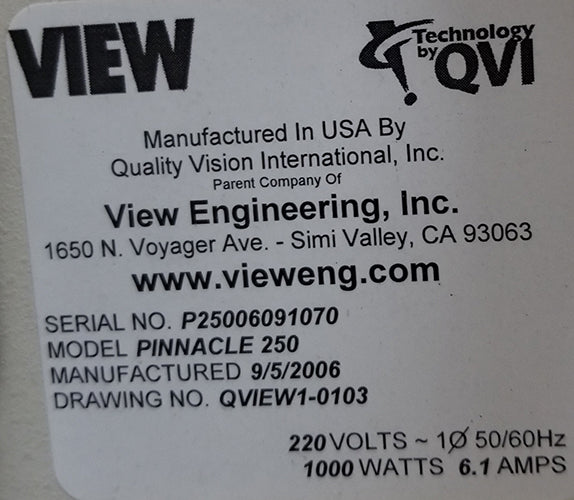 VIEW
Technology
by QVI
Manufactured In USA By
Quality Vision International, Inc.
Parent Company Of
View Engineering, Inc.
1650 N. Voyager Ave. - Simi Valley, CA 93063
www.vieweng.com
SERIAL NO. P25006091070
MODEL PINNACLE 250
MANUFACTURED 9/5/2006
DRAWING NO. QVIEW1-0103
220 VOLTS ~ 1Ø 50/60Hz
1000 WATTS 6.1 AMPS